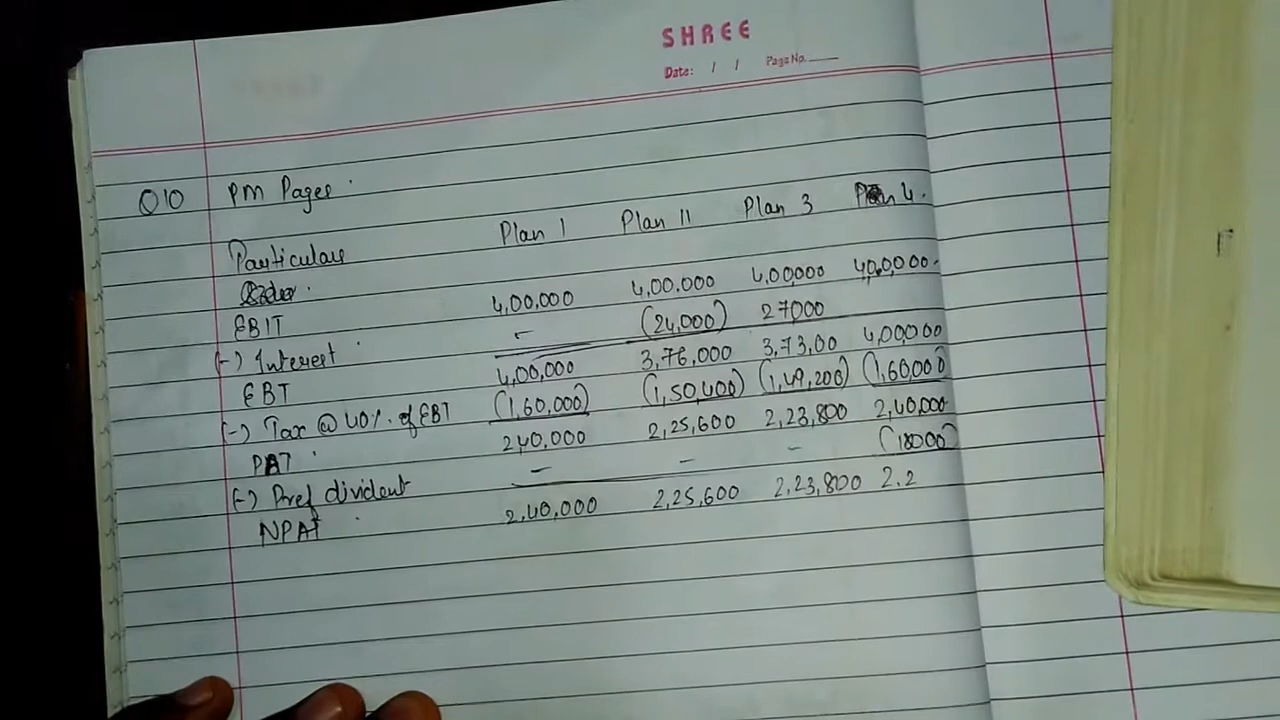 SHREE
Date: / / Page No.
Q10 PM Pages.
Particulars Plan I Plan II Plan 3 Plan 4.
EBIT 4,00,000 4,00.000 4,00,000 4,00,000.
(-) Interest - (24,000) 27000
EBT 4,00,000 3,76,000 3,73,00 4,00,000
(-) Tax @ 40%. of EBT (1,60,000) (1,50,400) (1,49,200) (1,60,000)
PAT 2,40,000 2,25,600 2,23,800 2,40,000
(-) Pref divident - - - (18000)
NPAT 2,40,000 2,25,600 2,23,800 2.2